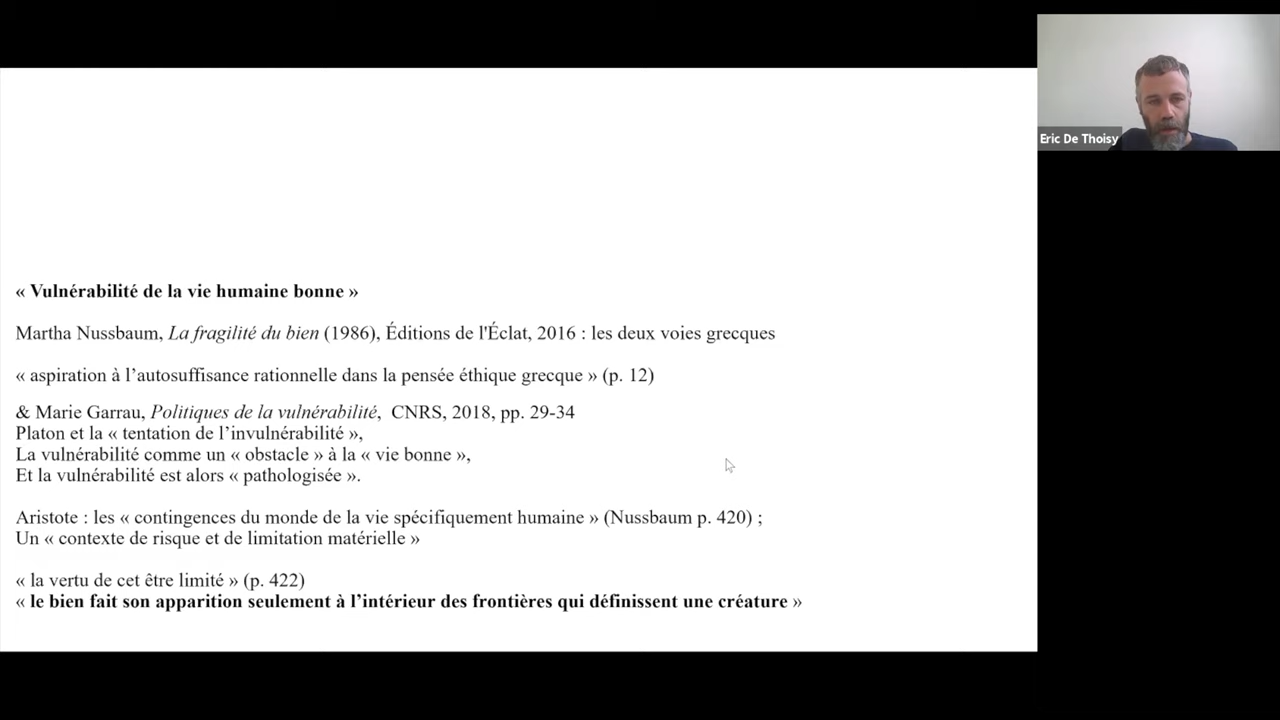 « Vulnérabilité de la vie humaine bonne »
Martha Nussbaum, La fragilité du bien (1986), Éditions de l'Éclat, 2016 : les deux voies grecques
« aspiration à l’autosuffisance rationnelle dans la pensée éthique grecque » (p. 12)
& Marie Garrau, Politiques de la vulnérabilité, CNRS, 2018, pp. 29-34
Platon et la « tentation de l’invulnérabilité »,
La vulnérabilité comme un « obstacle » à la « vie bonne »,
Et la vulnérabilité est alors « pathologisée ».
Aristote : les « contingences du monde de la vie spécifiquement humaine » (Nussbaum p. 420) ;
Un « contexte de risque et de limitation matérielle »
« la vertu de cet être limité » (p. 422)
« le bien fait son apparition seulement à l’intérieur des frontières qui définissent une créature »
Eric De Thoisy